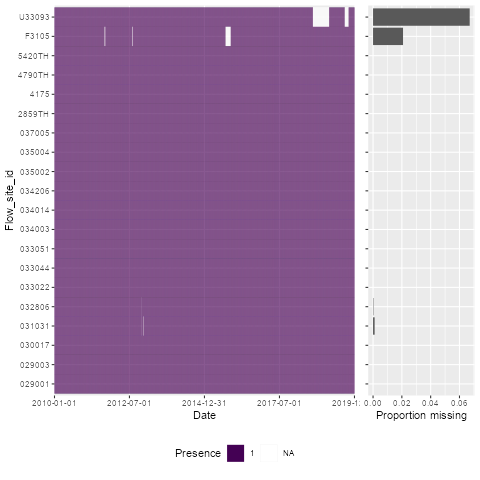 U33093
F3105
5420TH
4790TH
4175
2859TH
037005
035004
035002
034206
034014
034003
033051
033044
033022
032806
031031
030017
029003
029001
Flow_site_id
2010-01-01 2012-07-01 2014-12-31 2017-07-01 2019-1
Date
0.00 0.02 0.04 0.06
Proportion missing
Presence 1 NA